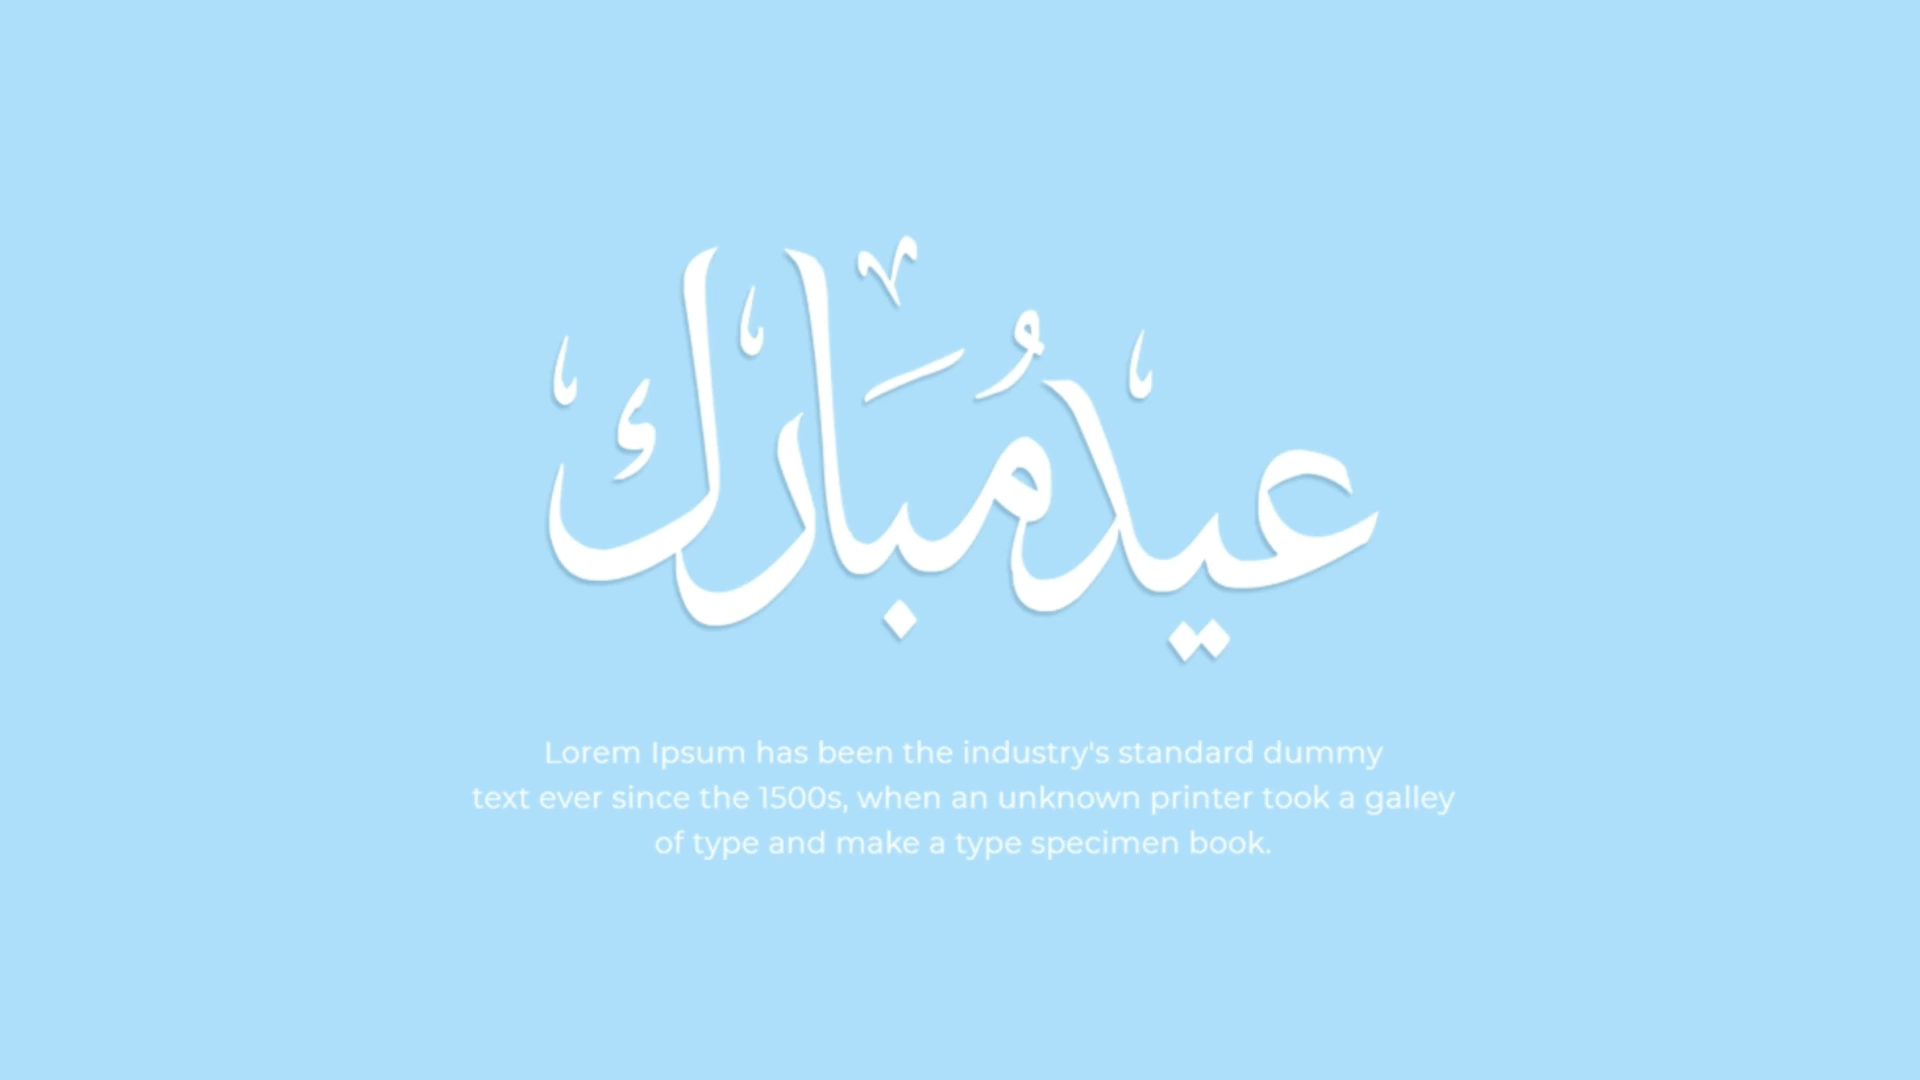 عيد مُبَارك
Lorem Ipsum has been the industry's standard dummy
text ever since the 1500s, when an unknown printer took a galley
of type and make a type specimen book.